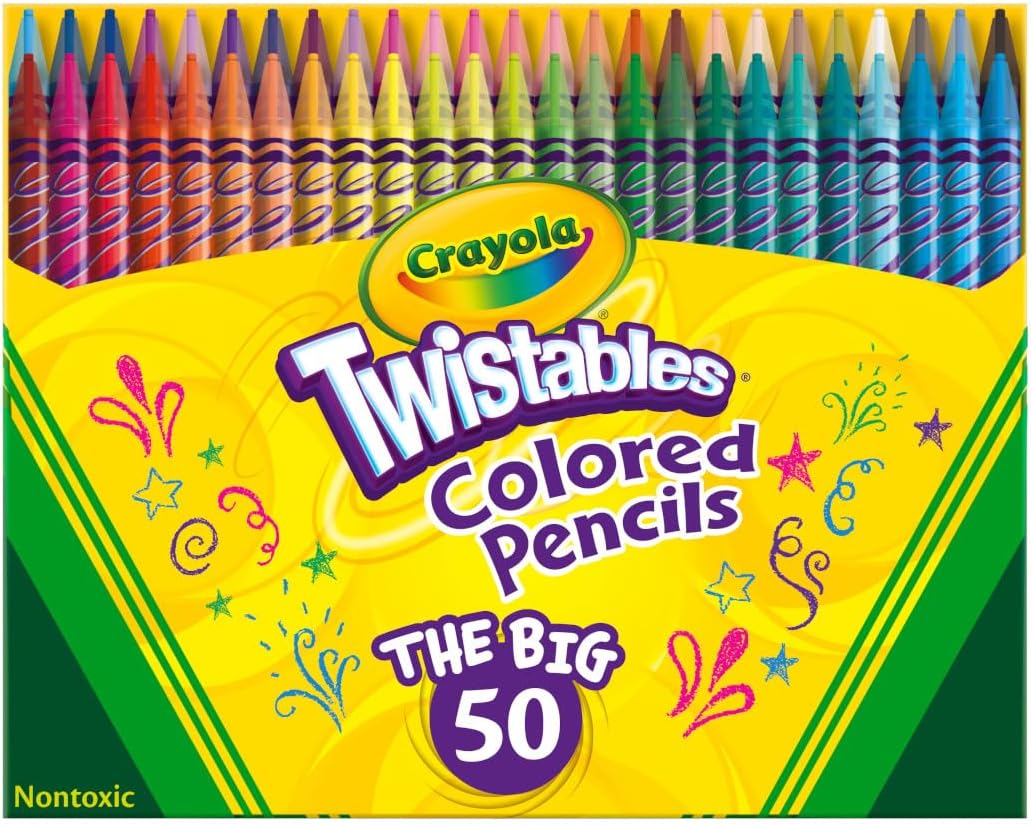 Crayola
Twistables
Colored
Pencils
THE BIG
50
Nontoxic